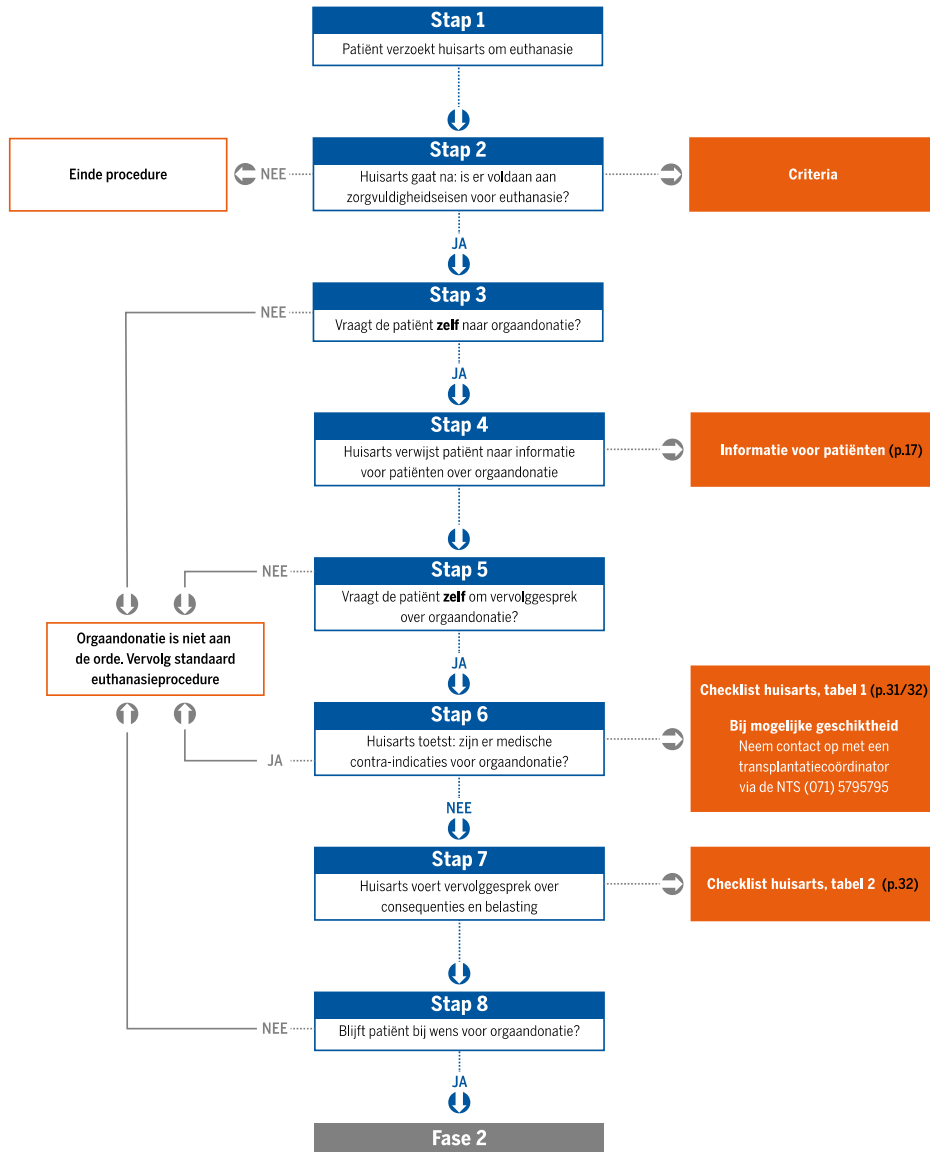 Stap 1
Patiënt verzoekt huisarts om euthanasie
Stap 2
Huisarts gaat na: is er voldaan aan
zorgvuldigheidseisen voor euthanasie?
NEE
Einde procedure
Criteria
JA
Stap 3
Vraagt de patiënt zelf naar orgaandonatie?
NEE
JA
Stap 4
Huisarts verwijst patiënt naar informatie
voor patiënten over orgaandonatie
Informatie voor patiënten (p.17)
Stap 5
Vraagt de patiënt zelf om vervolggesprek
over orgaandonatie?
NEE
Orgaandonatie is niet aan
de orde. Vervolg standaard
euthanasieprocedure
JA
Stap 6
Huisarts toetst: zijn er medische
contra-indicaties voor orgaandonatie?
JA
Checklist huisarts, tabel 1 (p.31/32)
Bij mogelijke geschiktheid
Neem contact op met een
transplantatiecoördinator
via de NTS (071) 5795795
NEE
Stap 7
Huisarts voert vervolggesprek over
consequenties en belasting
Checklist huisarts, tabel 2 (p.32)
Stap 8
Blijft patiënt bij wens voor orgaandonatie?
NEE
JA
Fase 2